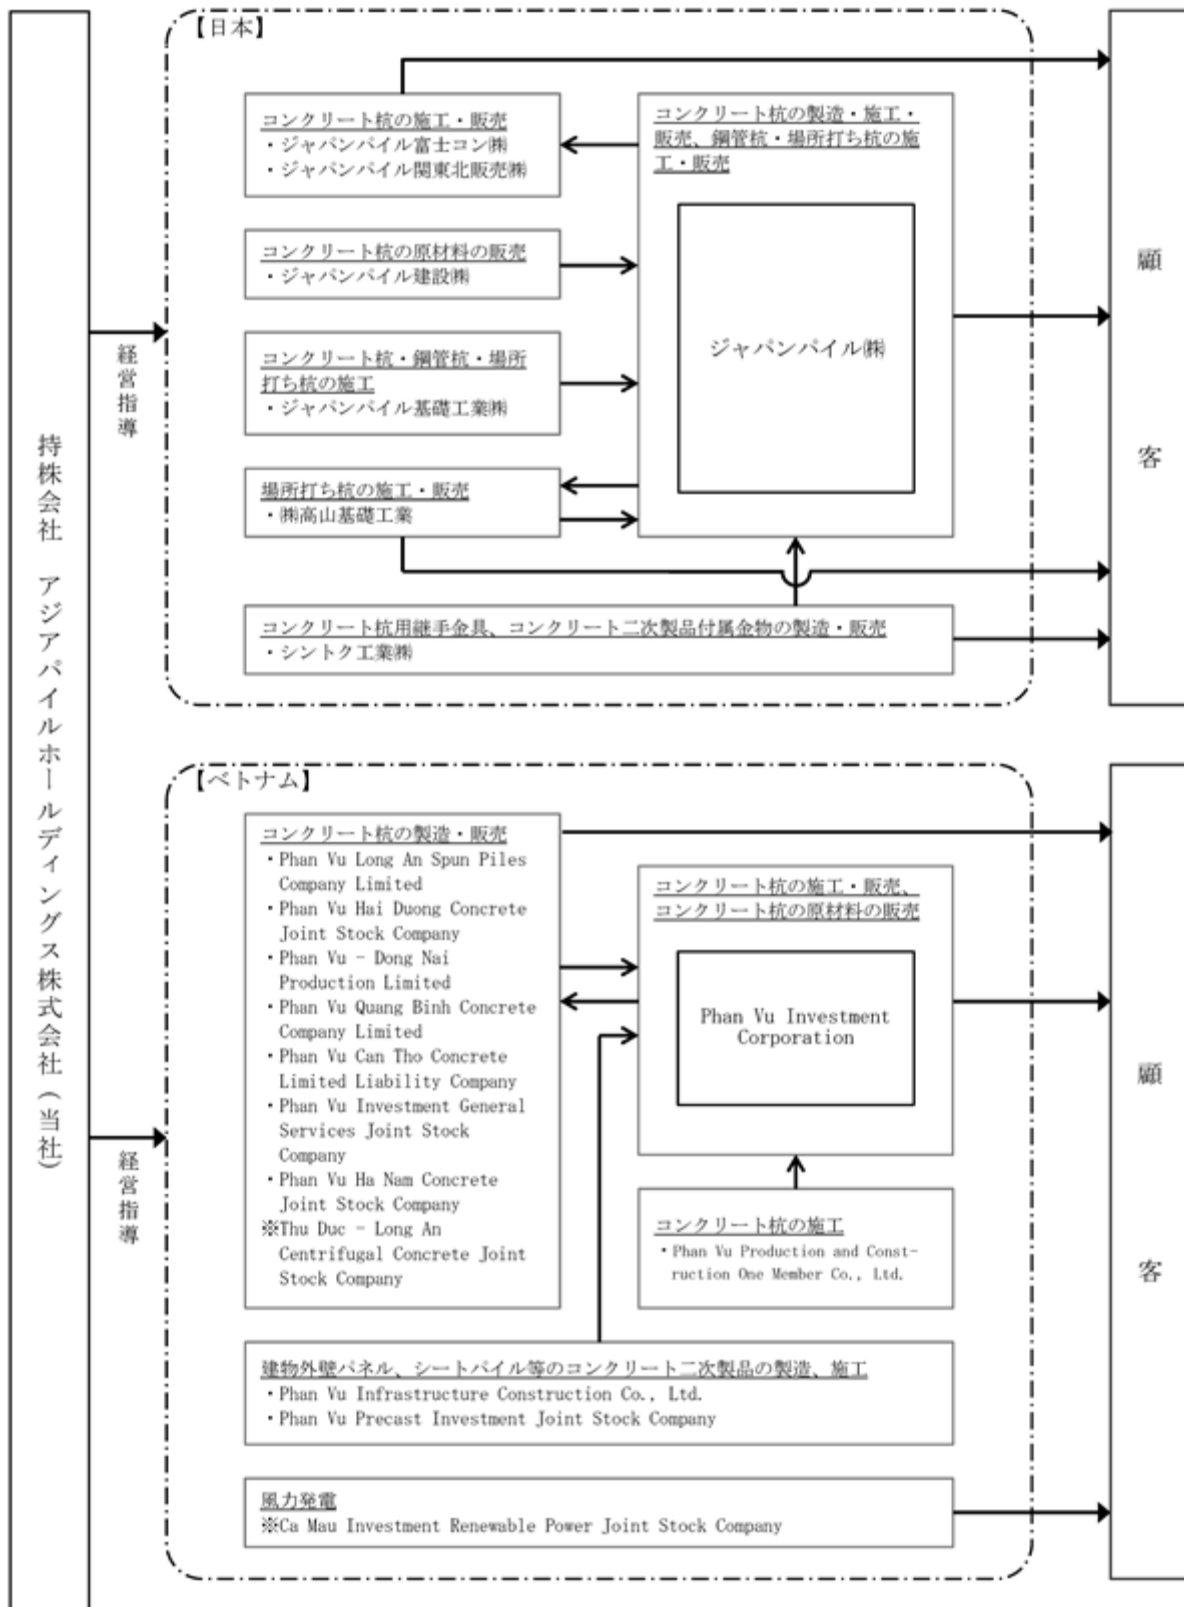 持株会社 アジアパイルホールディングス株式会社(当社)
経営指導
【日本】
コンクリート杭の施工・販売
・ジャパンパイル富士コン㈱
・ジャパンパイル関東北販売㈱
コンクリート杭の原材料の販売
・ジャパンパイル建設㈱
コンクリート杭・鋼管杭・場所
打ち杭の施工
・ジャパンパイル基礎工業㈱
場所打ち杭の施工・販売
・㈱高山基礎工業
コンクリート杭の製造・施工・
販売、鋼管杭・場所打ち杭の施
工・販売
ジャパンパイル㈱
コンクリート杭用継手金具、コンクリート二次製品付属金物の製造・販売
・シントク工業㈱
顧客
経営指導
【ベトナム】
コンクリート杭の製造・販売
・Phan Vu Long An Spun Piles
Company Limited
・Phan Vu Hai Duong Concrete
Joint Stock Company
・Phan Vu - Dong Nai
Production Limited
・Phan Vu Quang Binh Concrete
Company Limited
・Phan Vu Can Tho Concrete
Limited Liability Company
・Phan Vu Investment General
Services Joint Stock
Company
・Phan Vu Ha Nam Concrete
Joint Stock Company
※Thu Duc - Long An
Centrifugal Concrete Joint
Stock Company
コンクリート杭の施工・販売、
コンクリート杭の原材料の販売
Phan Vu Investment
Corporation
コンクリート杭の施工
・Phan Vu Production and Const-
ruction One Member Co., Ltd.
建物外壁パネル、シートパイル等のコンクリート二次製品の製造、施工
・Phan Vu Infrastructure Construction Co., Ltd.
・Phan Vu Precast Investment Joint Stock Company
風力発電
※Ca Mau Investment Renewable Power Joint Stock Company
顧客